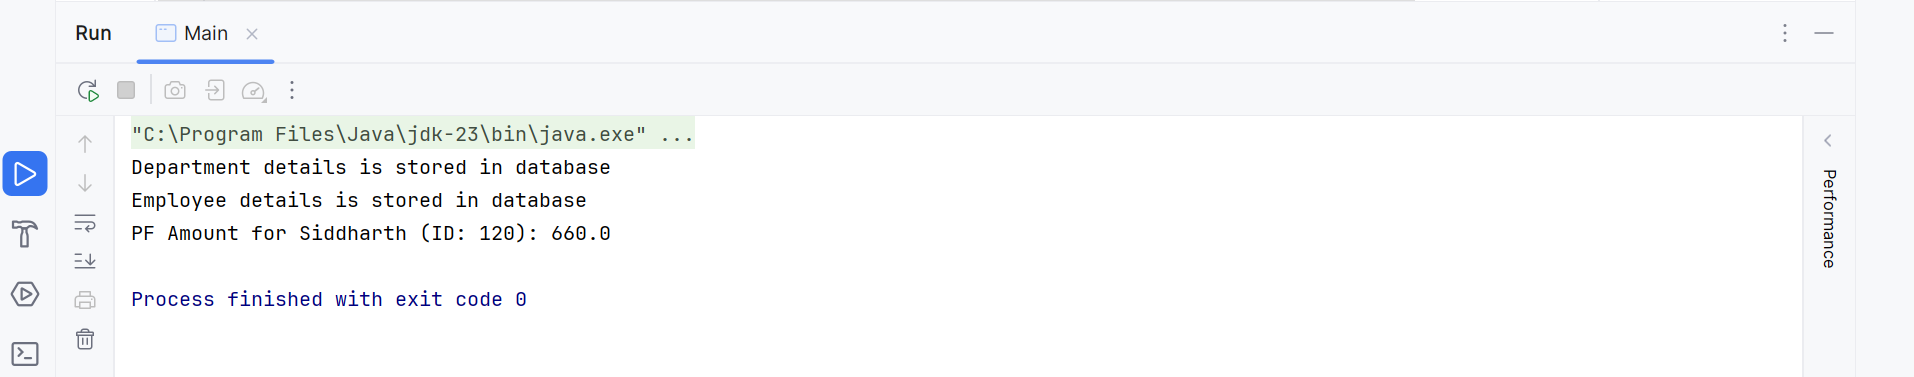 Run Main
"C:\Program Files\Java\jdk-23\bin\java.exe" ...
Department details is stored in database
Employee details is stored in database
PF Amount for Siddharth (ID: 120): 660.0
Process finished with exit code 0
Performance